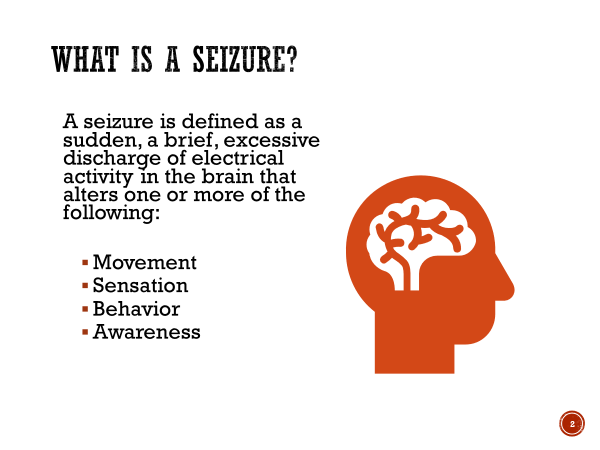 WHAT IS A SEIZURE?
A seizure is defined as a
sudden, a brief, excessive
discharge of electrical
activity in the brain that
alters one or more of the
following:
▪ Movement
▪ Sensation
▪ Behavior
▪ Awareness
2